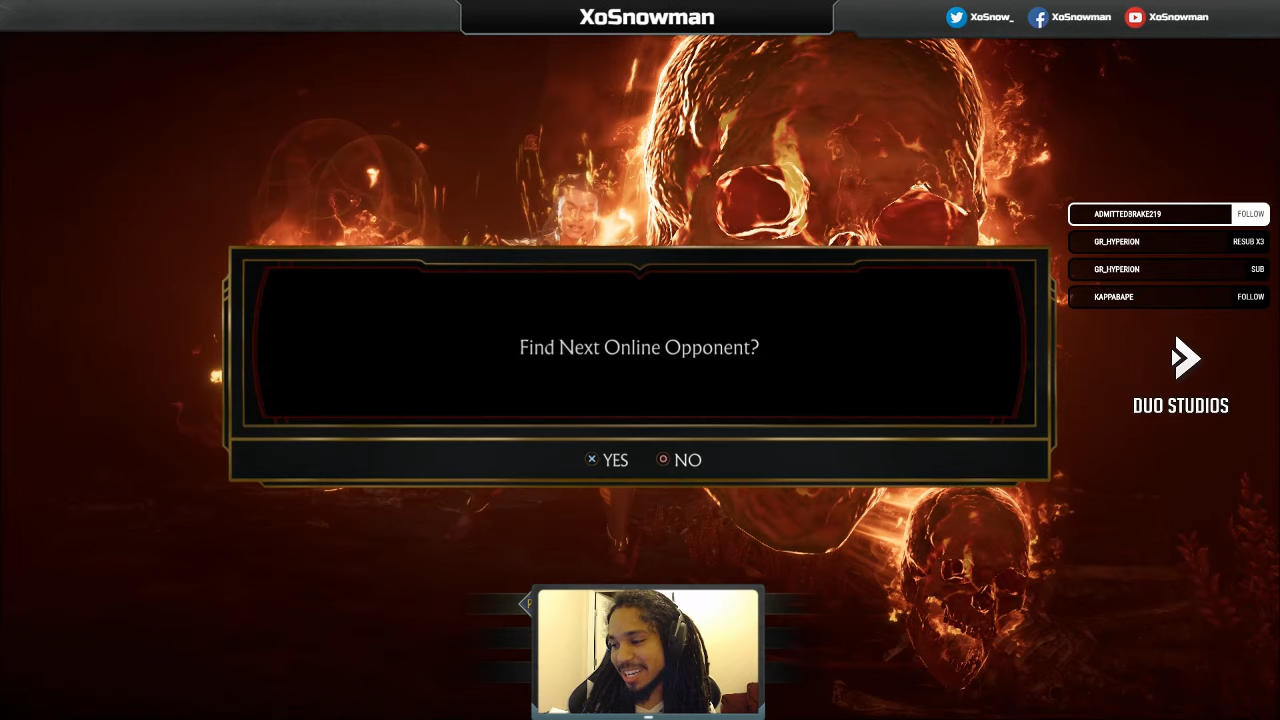 XoSnowman
XoSnow_
XoSnowman
XoSnowman
ADMITTEDBRAKE219 FOLLOW
GR_HYPERION RESUB X3
GR_HYPERION SUB
KAPPABAPE FOLLOW
Find Next Online Opponent?
DUO STUDIOS
YES NO